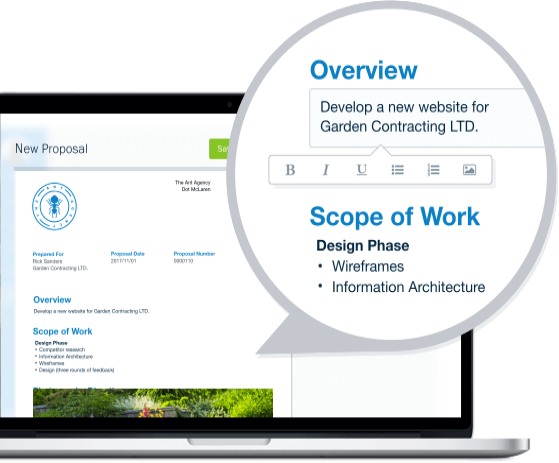 Overview
Develop a new website for
Garden Contracting LTD.
B I U
Scope of Work
Design Phase
• Wireframes
• Information Architecture
New Proposal
The Ant Agency
Dot McLaren
Prepared For
Rick Sanders
Garden Contracting LTD.
Proposal Date
2017/11/01
Proposal Number
0000110
Overview
Develop a new website for Garden Contracting LTD.
Scope of Work
Design Phase
• Competitor research
• Information Architecture
• Wireframes
• Design (three rounds of feedback)